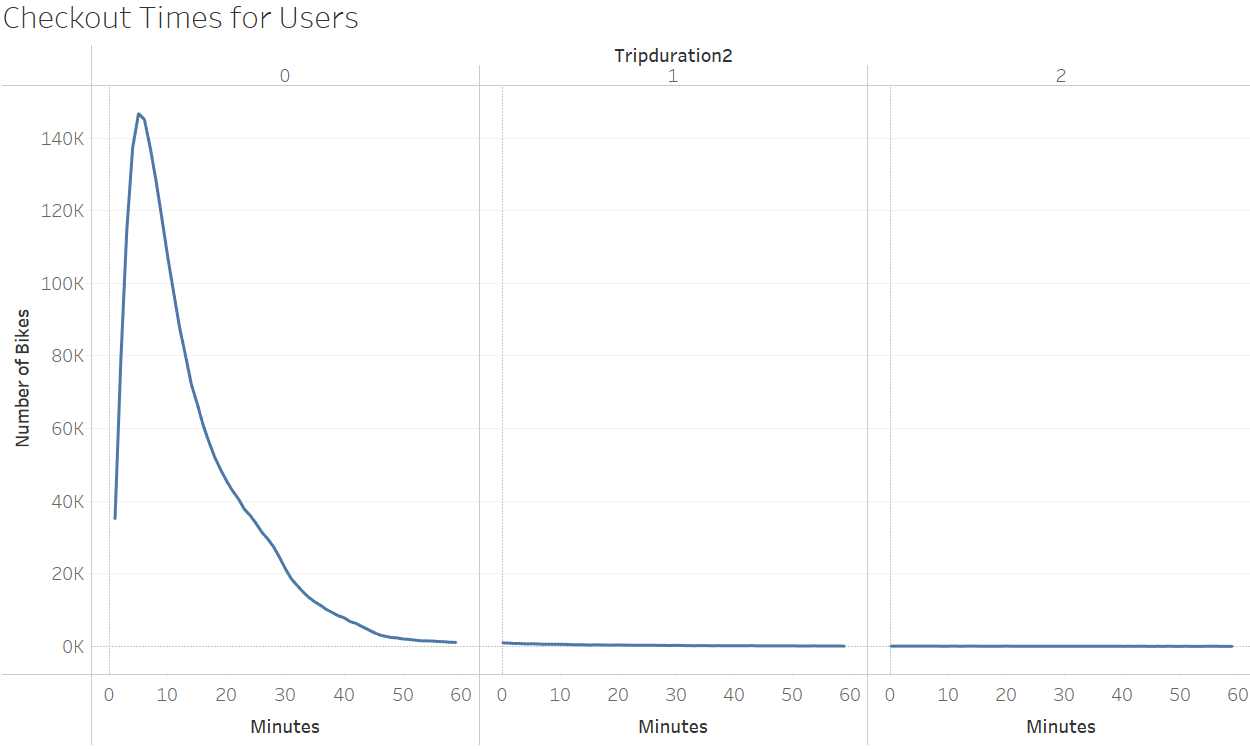 Checkout Times for Users
Tripduration2
0 1 2
Number of Bikes
140K
120K
100K
80K
60K
40K
20K
0K
0 10 20 30 40 50 60 0 10 20 30 40 50 60 0 10 20 30 40 50 60
Minutes Minutes Minutes